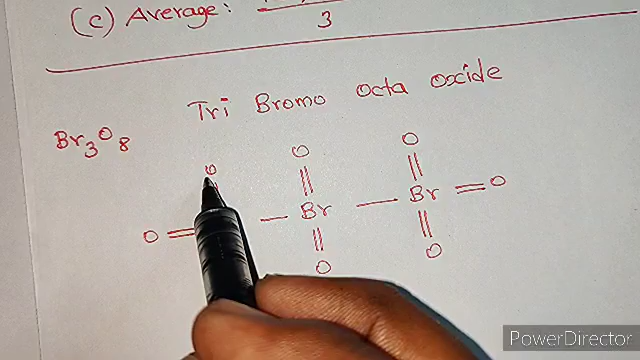 (c) Average: 3
Tri Bromo Octa Oxide
Br3O8
O O O
O = — Br — Br = O
O O
PowerDirector